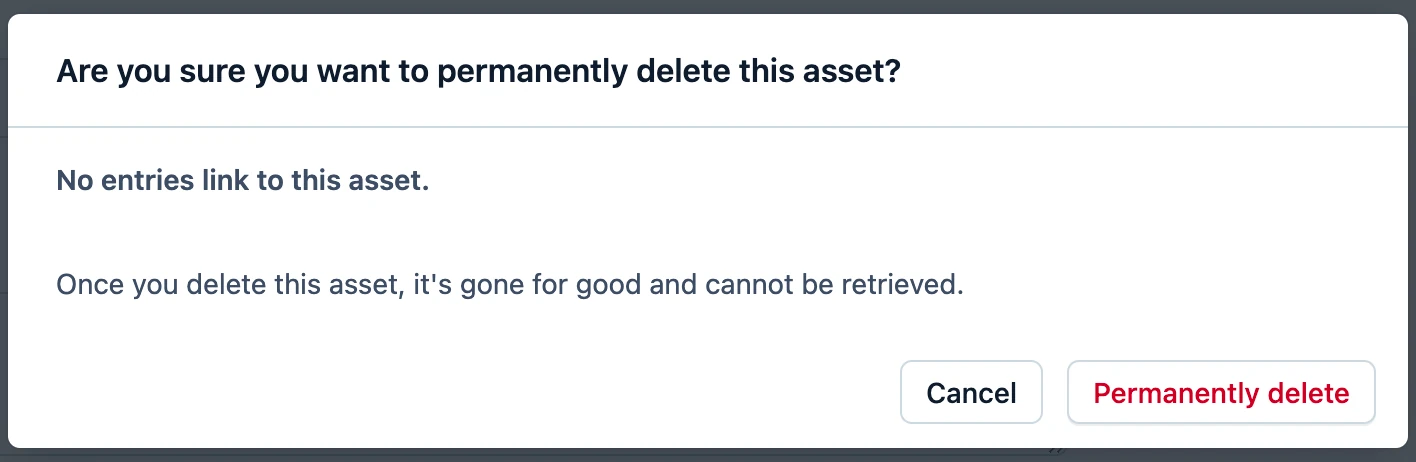 Are you sure you want to permanently delete this asset?
No entries link to this asset.
Once you delete this asset, it's gone for good and cannot be retrieved.
Cancel
Permanently delete